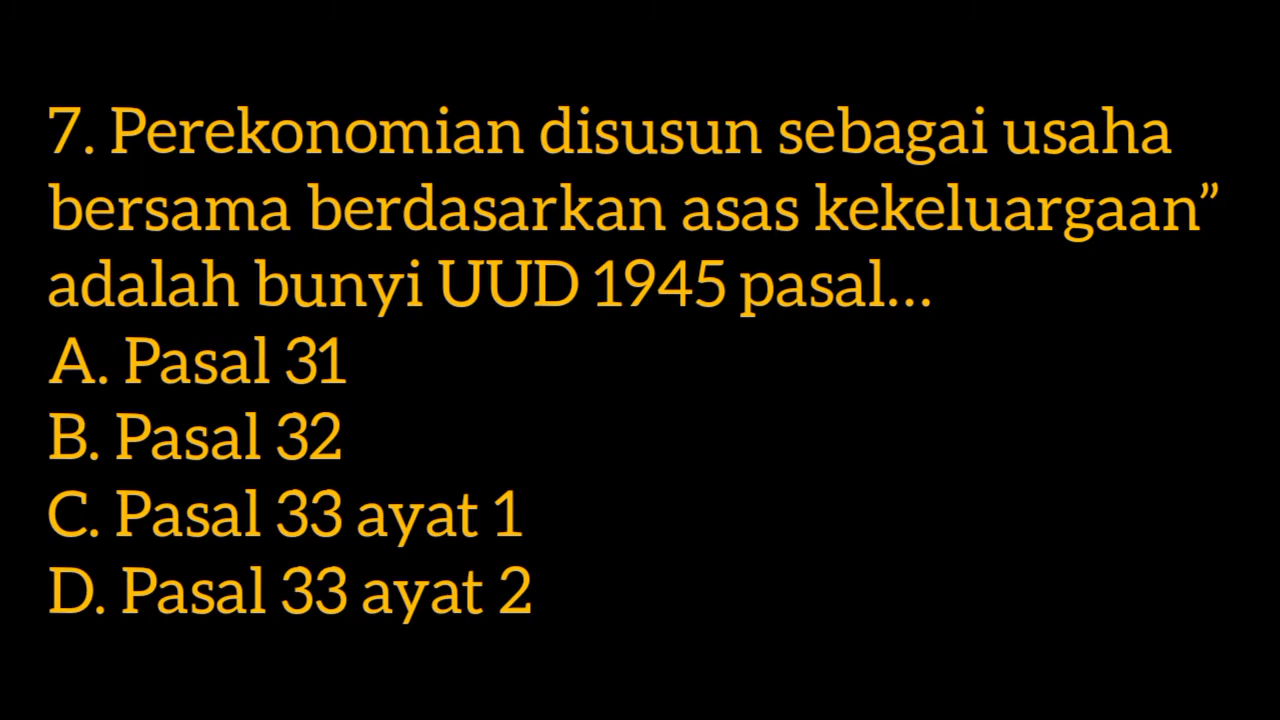 7. Perekonomian disusun sebagai usaha
bersama berdasarkan asas kekeluargaan”
adalah bunyi UUD 1945 pasal...
A. Pasal 31
B. Pasal 32
C. Pasal 33 ayat 1
D. Pasal 33 ayat 2